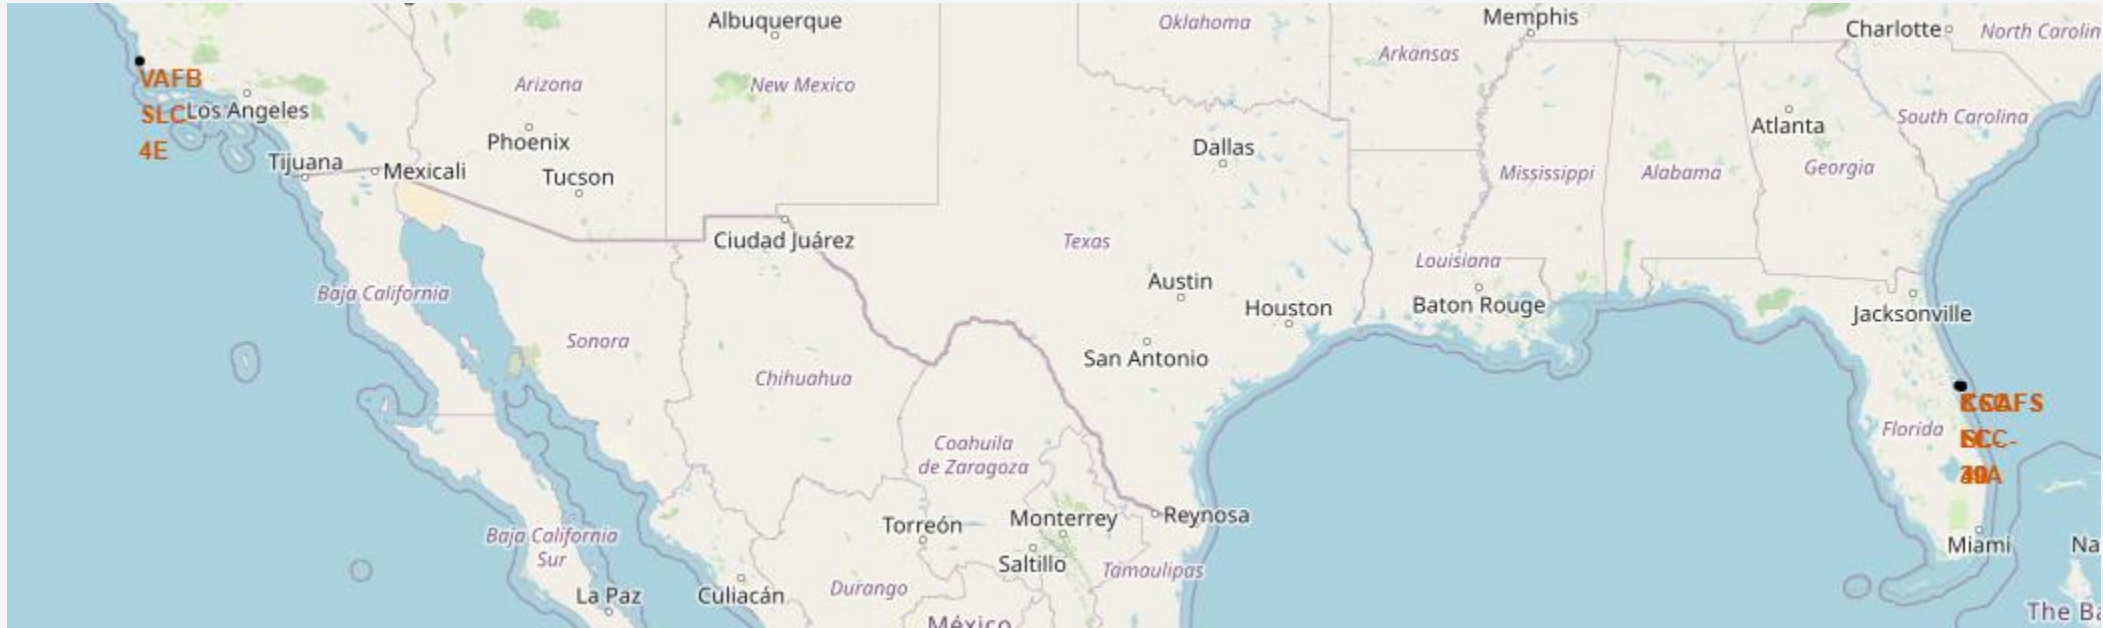 Albuquerque
Oklahoma
Memphis
Charlotte
North Carolin
Arkansas
VAFB
SLC
4E
Los Angeles
Arizona
New Mexico
Phoenix
Dallas
Atlanta
South Carolina
Tijuana
Mexicali
Tucson
Mississippi
Alabama
Georgia
Ciudad Juárez
Texas
Louisiana
Baja California
Austin
Houston
Baton Rouge
Jacksonville
Sonora
San Antonio
Chihuahua
Florida
Coahuila
de Zaragoza
Torreón
Monterrey
Reynosa
Baja California
Sur
Saltillo
Tamaulipas
Miami
Na
La Paz
Culiacán
Durango
México
The Ba